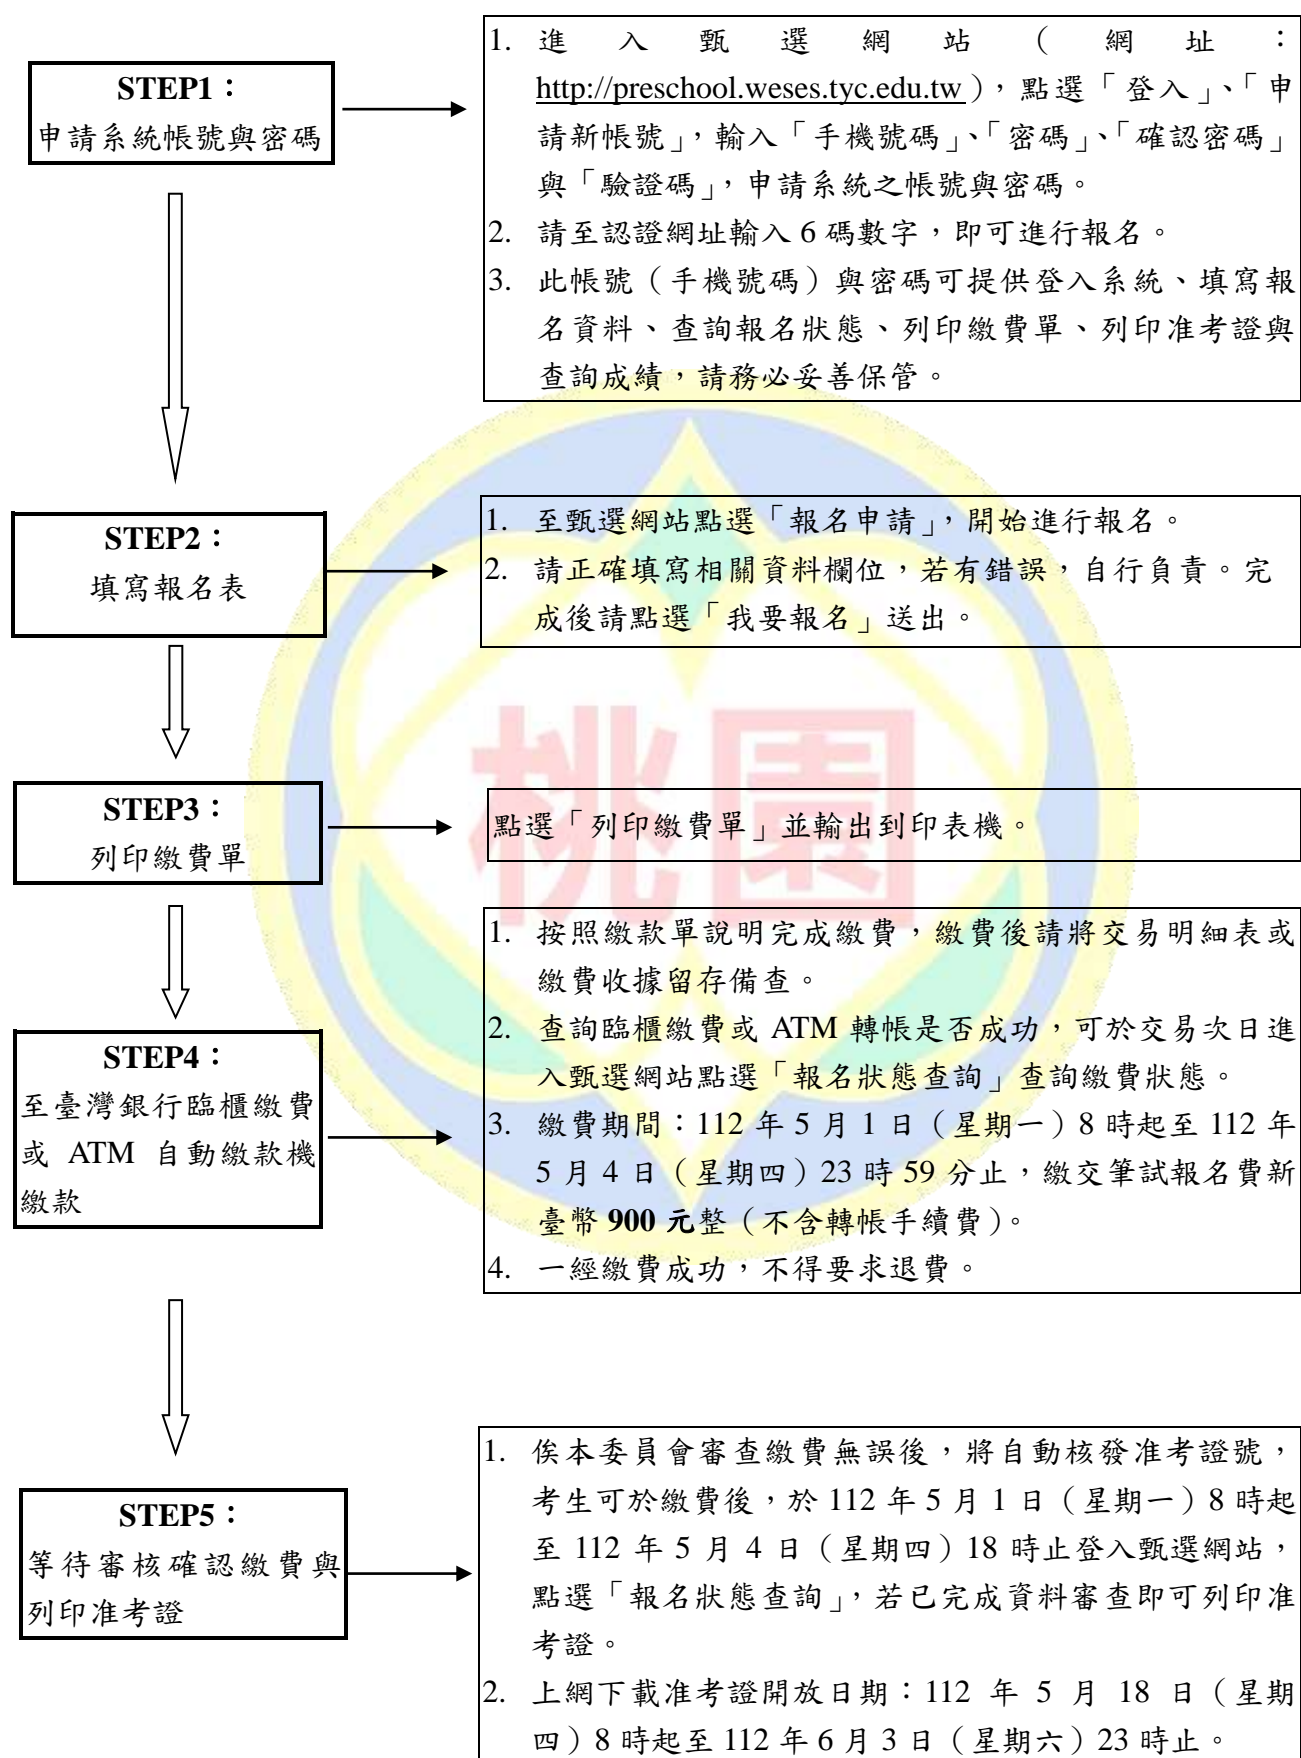 STEP1：
申請系統帳號與密碼
1. 進入甄選網站（網址：
http://preschool.weses.tyc.edu.tw），點選「登入」、「申
請新帳號」，輸入「手機號碼」、「密碼」、「確認密碼」
與「驗證碼」，申請系統之帳號與密碼。
2. 請至認證網址輸入 6 碼數字，即可進行報名。
3. 此帳號（手機號碼）與密碼可提供登入系統、填寫報
名資料、查詢報名狀態、列印繳費單、列印准考證與
查詢成績，請務必妥善保管。
STEP2：
填寫報名表
1. 至甄選網站點選「報名申請」，開始進行報名。
2. 請正確填寫相關資料欄位，若有錯誤，自行負責。完
成後請點選「我要報名」送出。
桃園
STEP3：
列印繳費單
點選「列印繳費單」並輸出到印表機。
STEP4：
至臺灣銀行臨櫃繳費
或 ATM 自動繳款機
繳款
1. 按照繳款單說明完成繳費，繳費後請將交易明細表或
繳費收據留存備查。
2. 查詢臨櫃繳費或 ATM 轉帳是否成功，可於交易次日進
入甄選網站點選「報名狀態查詢」查詢繳費狀態。
3. 繳費期間：112 年 5 月 1 日（星期一）8 時起至 112 年
5 月 4 日（星期四）23 時 59 分止，繳交筆試報名費新
臺幣 900 元整（不含轉帳手續費）。
4. 一經繳費成功，不得要求退費。
STEP5：
等待審核確認繳費與
列印准考證
1. 俟本委員會審查繳費無誤後，將自動核發准考證號，
考生可於繳費後，於 112 年 5 月 1 日（星期一）8 時起
至 112 年 5 月 4 日（星期四）18 時止登入甄選網站，
點選「報名狀態查詢」，若已完成資料審查即可列印准
考證。
2. 上網下載准考證開放日期：112 年 5 月 18 日（星期
四）8 時起至 112 年 6 月 3 日（星期六）23 時止。